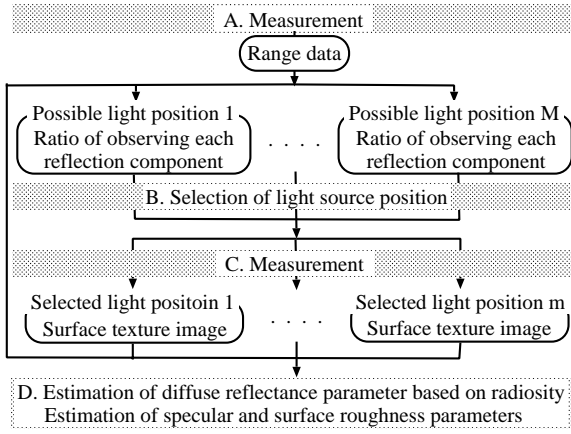 A. Measurement
Range data
Possible light position 1
Ratio of observing each
reflection component
. . . .
Possible light position M
Ratio of observing each
reflection component
B. Selection of light source position
C. Measurement
Selected light positoin 1
Surface texture image
. . . .
Selected light position m
Surface texture image
D. Estimation of diffuse reflectance parameter based on radiosity
Estimation of specular and surface roughness parameters